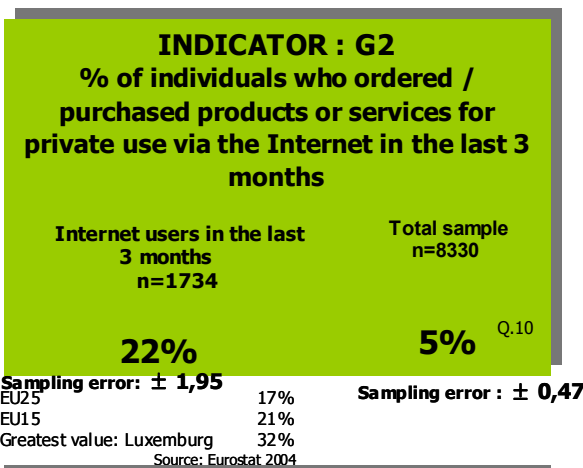 INDICATOR : G2
% of individuals who ordered /
purchased products or services for
private use via the Internet in the last 3
months
Internet users in the last
3 months
n=1734
Total sample
n=8330
22%
5%
Q.10
Sampling error: ± 1,95
Sampling error : ± 0,47
EU25 17%
EU15 21%
Greatest value: Luxemburg 32%
Source: Eurostat 2004